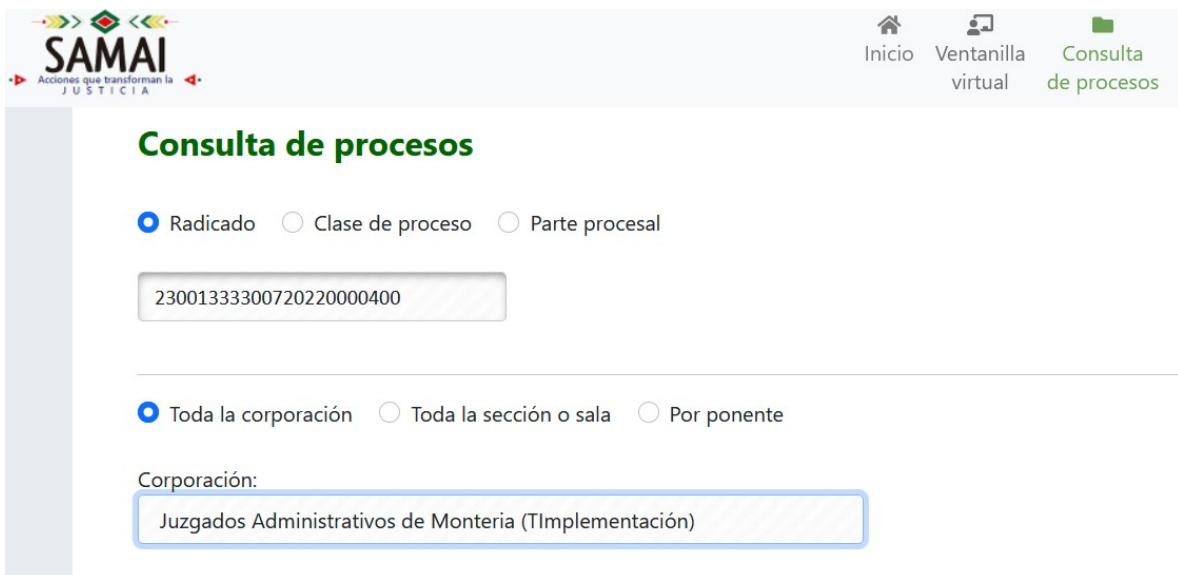 SAMAI
Acciones que transforman la
JUSTICIA
Inicio
Ventanilla
virtual
Consulta
de procesos
Consulta de procesos
Radicado Clase de proceso Parte procesal
23001333300720220000400
Toda la corporación Toda la sección o sala Por ponente
Corporación:
Juzgados Administrativos de Monteria (TImplementación)